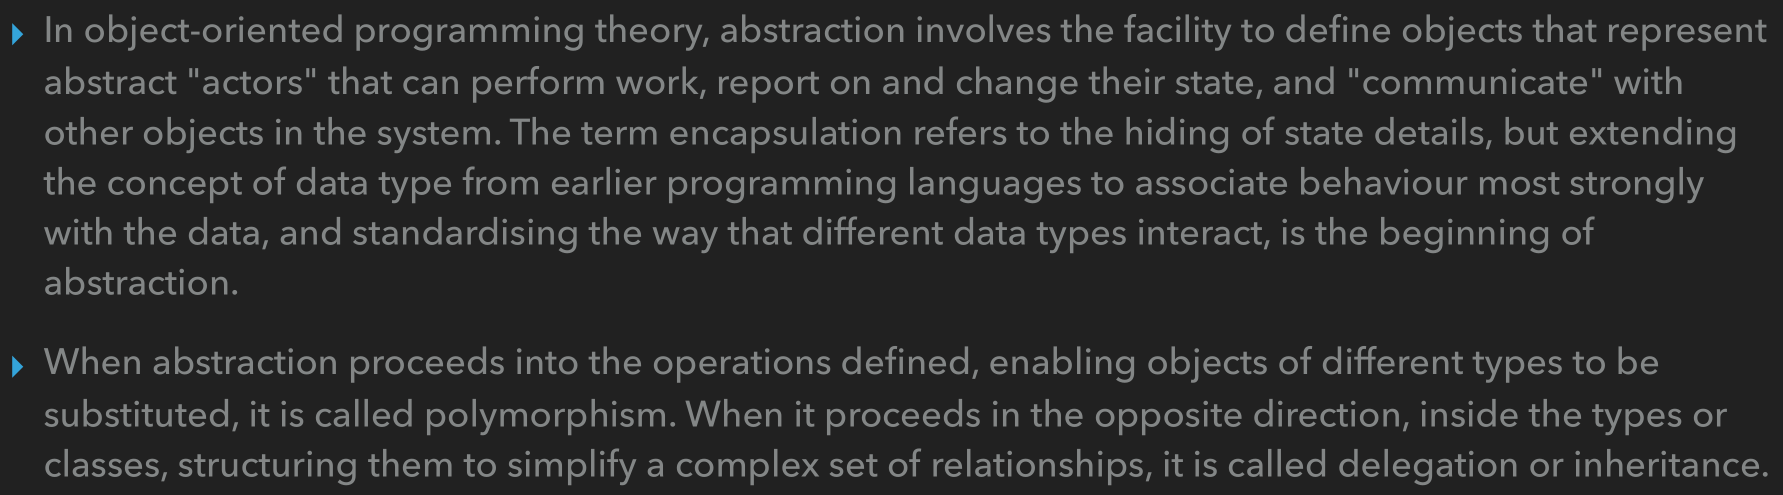 In object-oriented programming theory, abstraction involves the facility to define objects that represent
abstract "actors" that can perform work, report on and change their state, and "communicate" with
other objects in the system. The term encapsulation refers to the hiding of state details, but extending
the concept of data type from earlier programming languages to associate behaviour most strongly
with the data, and standardising the way that different data types interact, is the beginning of
abstraction.
When abstraction proceeds into the operations defined, enabling objects of different types to be
substituted, it is called polymorphism. When it proceeds in the opposite direction, inside the types or
classes, structuring them to simplify a complex set of relationships, it is called delegation or inheritance.